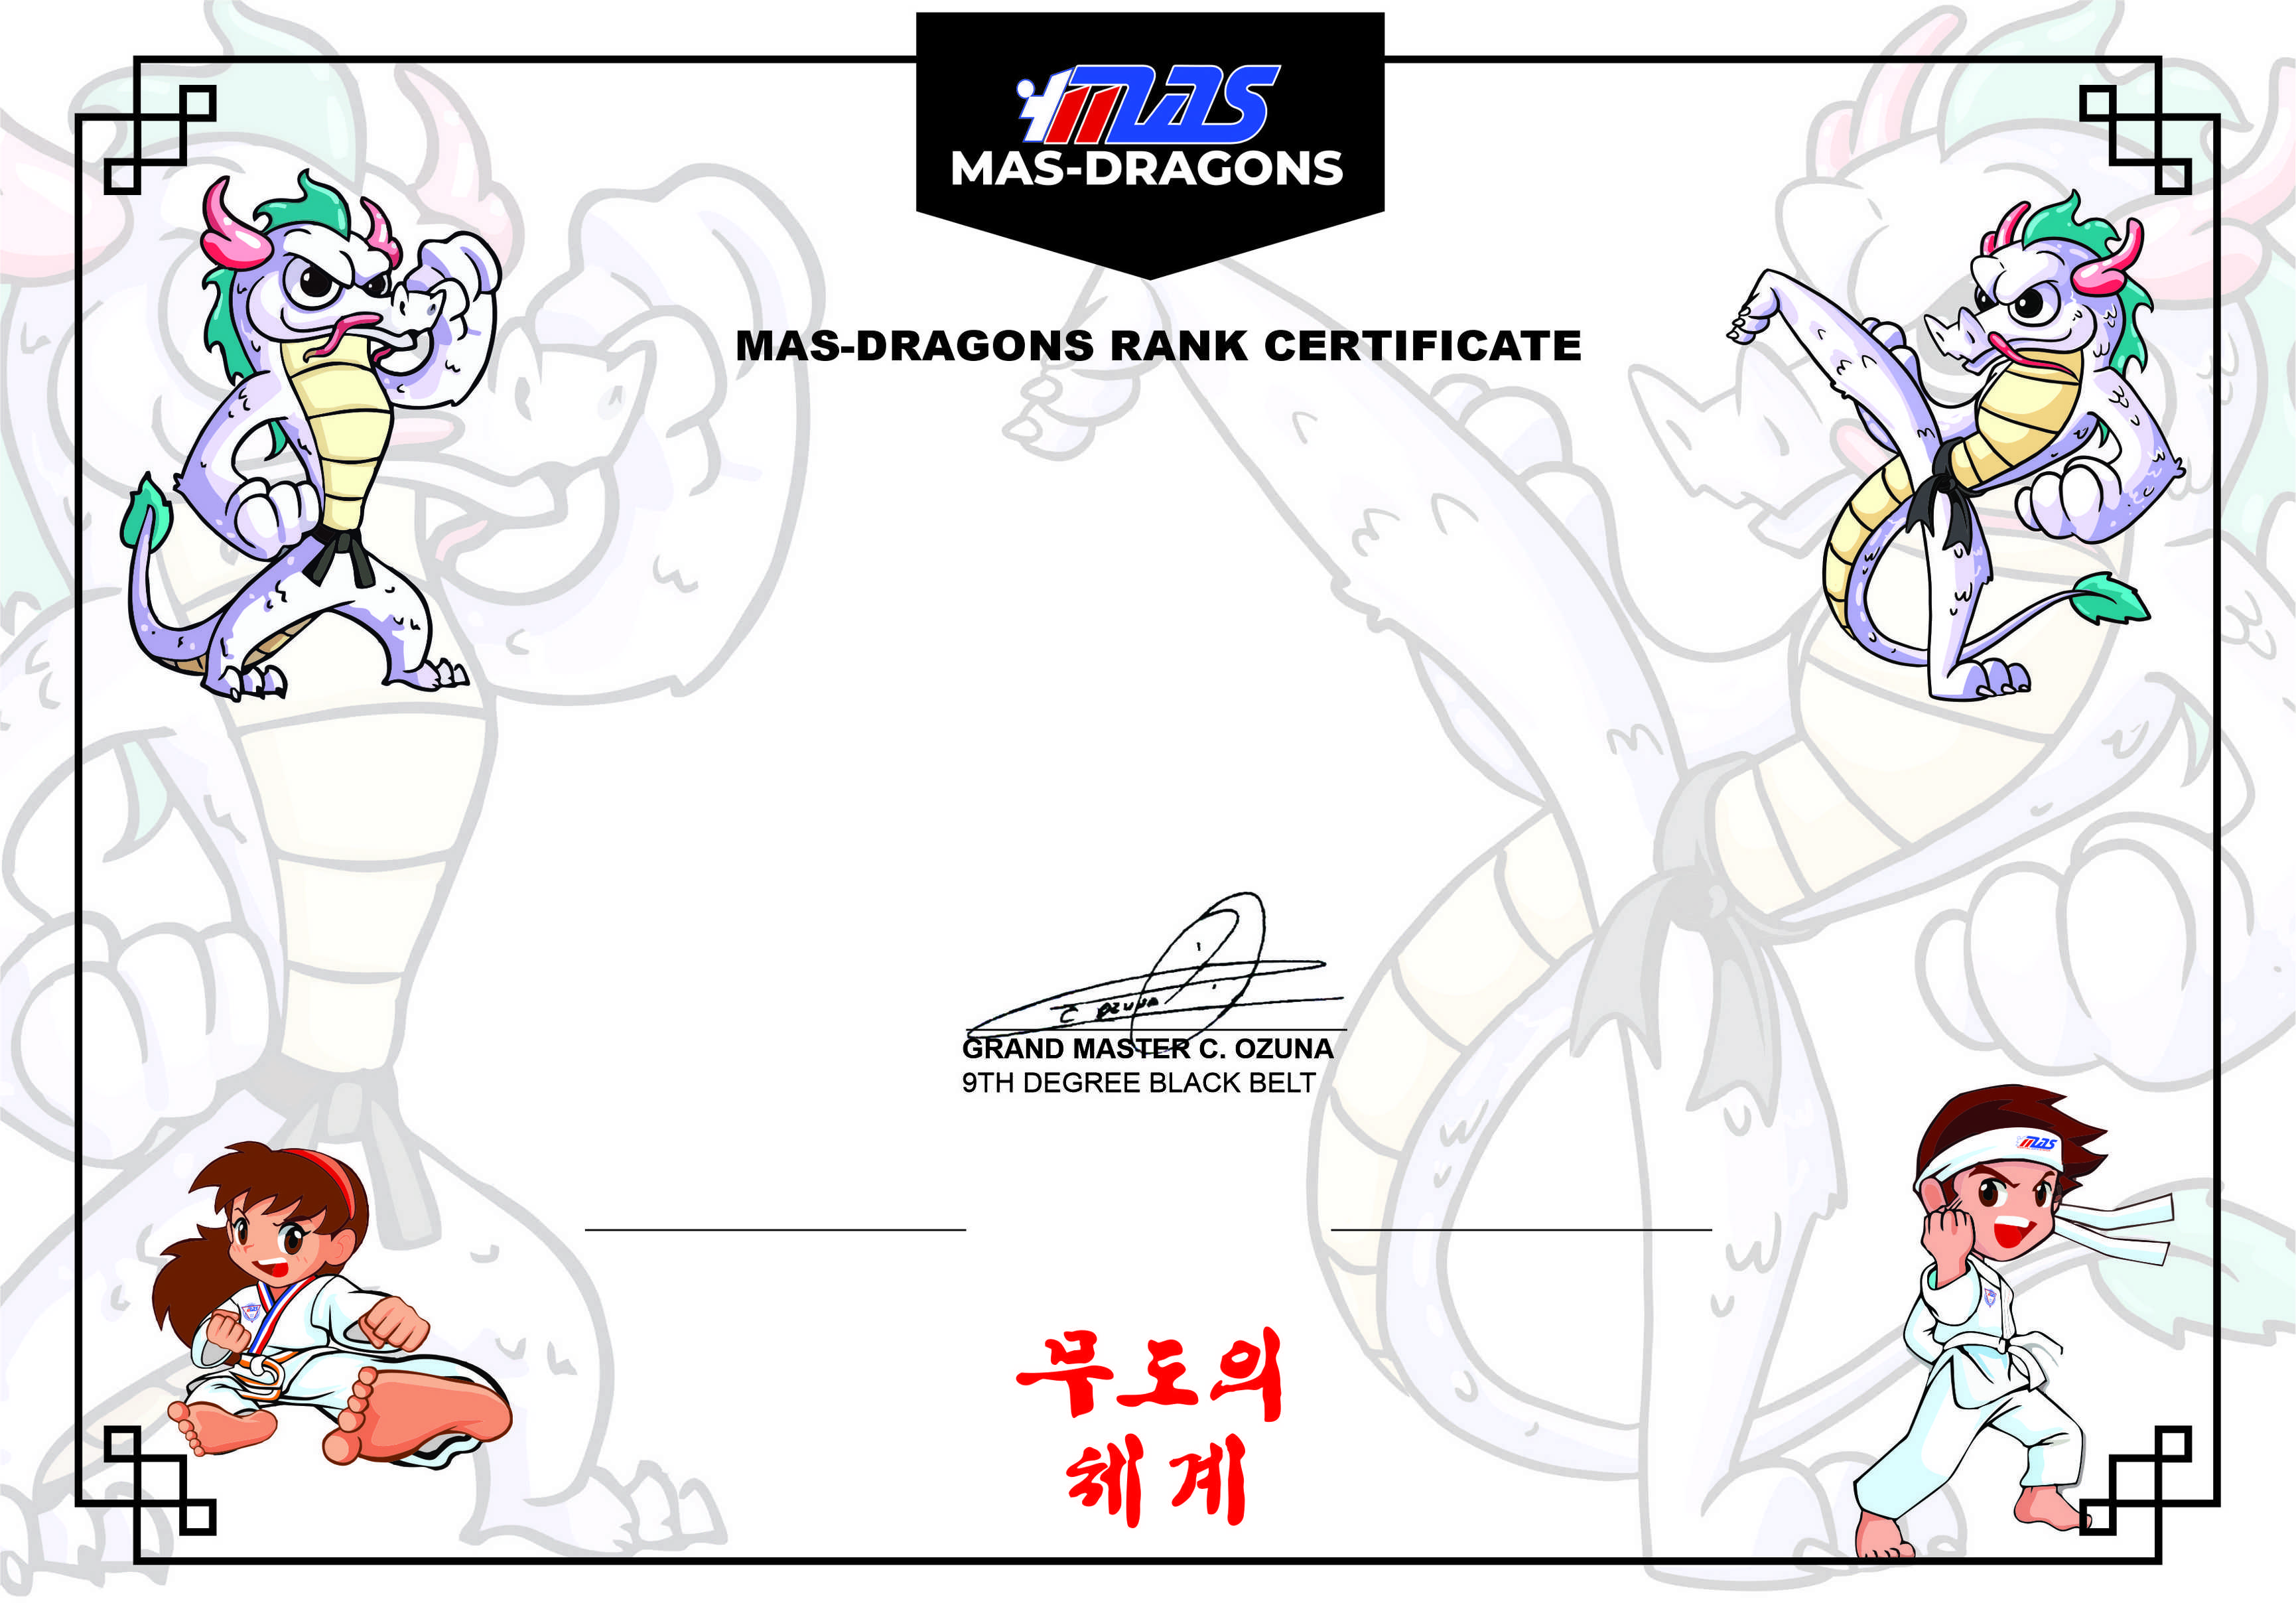 MAS
MAS-DRAGONS
MAS-DRAGONS RANK CERTIFICATE
C OZUNA
GRAND MASTER C. OZUNA
9TH DEGREE BLACK BELT
MAS
무도의
체계